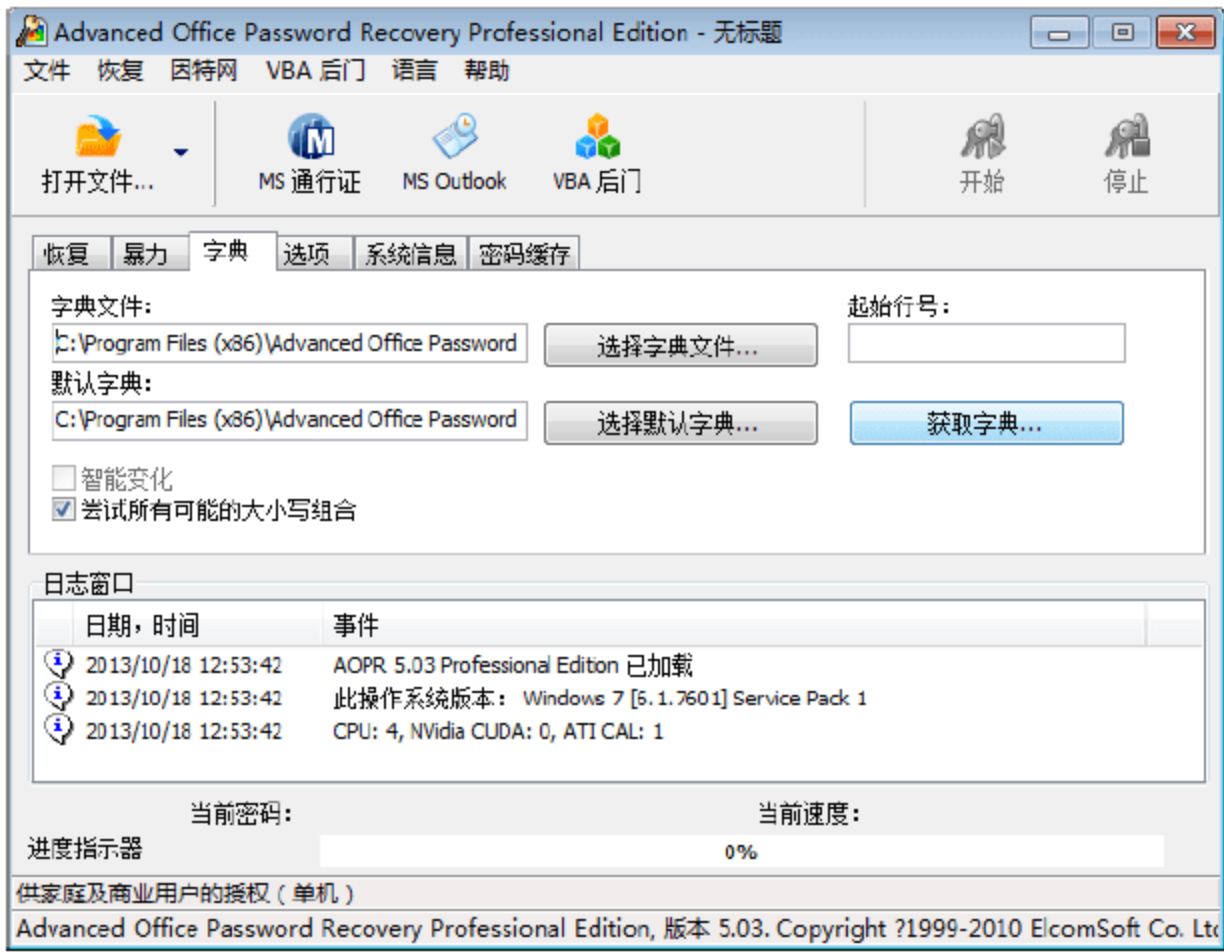 Advanced Office Password Recovery Professional Edition - 无标题
文件 恢复 因特网 VBA 后门 语言 帮助
打开文件... MS 通行证 MS Outlook VBA 后门 开始 停止
恢复 暴力 字典 选项 系统信息 密码缓存
字典文件: 起始行号:
C:\Program Files (x86)\Advanced Office Password 选择字典文件...
默认字典:
C:\Program Files (x86)\Advanced Office Password 选择默认字典... 获取字典...
智能变化
尝试所有可能的大小写组合
日志窗口
日期，时间 事件
2013/10/18 12:53:42 AOPR 5.03 Professional Edition 已加载
2013/10/18 12:53:42 此操作系统版本: Windows 7 [6.1.7601] Service Pack 1
2013/10/18 12:53:42 CPU: 4, NVidia CUDA: 0, ATI CAL: 1
当前密码: 当前速度:
进度指示器 0%
供家庭及商业用户的授权 ( 单机 )
Advanced Office Password Recovery Professional Edition, 版本 5.03. Copyright ?1999-2010 ElcomSoft Co. Ltd